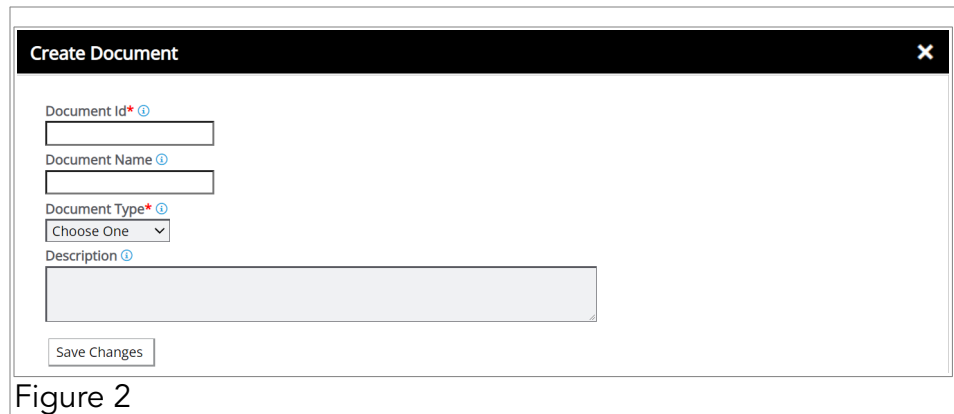 Create Document
Document Id*
Document Name
Document Type*
Choose One
Description
Save Changes
Figure 2